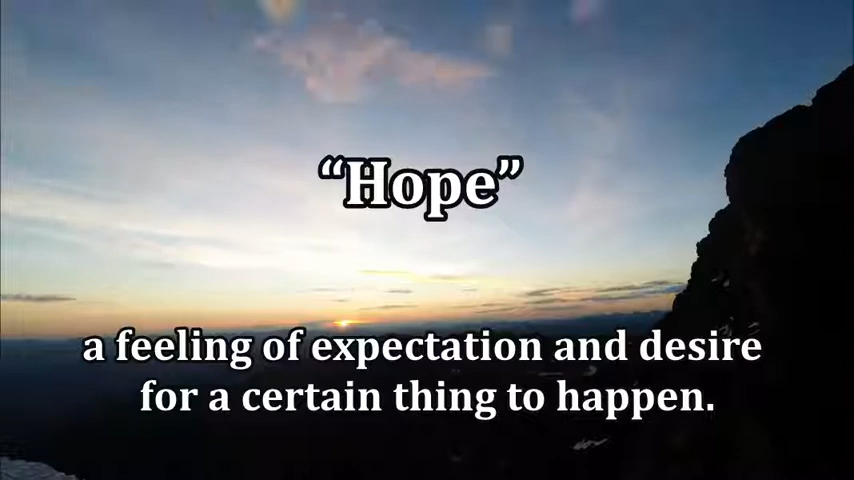 “Hope”
a feeling of expectation and desire
for a certain thing to happen.